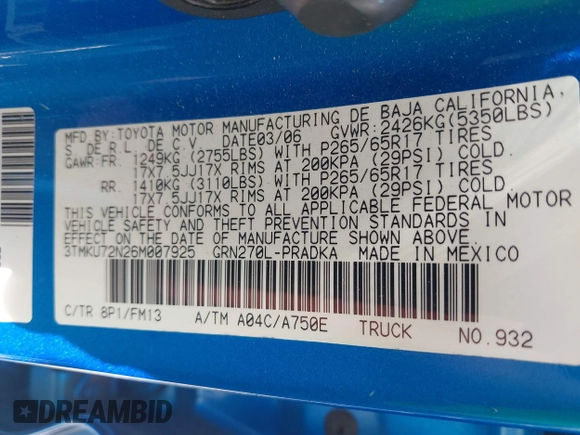 MFD.BY:TOYOTA MOTOR MANUFACTURING DE BAJA CALIFORNIA,
S. DE R.L. DE C.V. DATE03/06 GVWR:2426KG(5350LBS)
GAWR:FR. 1249KG (2755LBS) WITH P265/65R17 TIRES
17X7.5JJ17X RIMS AT 200KPA (29PSI) COLD.
RR. 1410KG (3110LBS) WITH P265/65R17 TIRES
17X7.5JJ17X RIMS AT 200KPA (29PSI) COLD.
THIS VEHICLE CONFORMS TO ALL APPLICABLE FEDERAL MOTOR
VEHICLE SAFETY AND THEFT PREVENTION STANDARDS IN
EFFECT ON THE DATE OF MANUFACTURE SHOWN ABOVE.
3TMKUT2N26M007925 GRN270L-PRADKA MADE IN MEXICO
C/TR 8P1/FM13 A/TM A04C/A750E TRUCK NO.932
DREAMBID